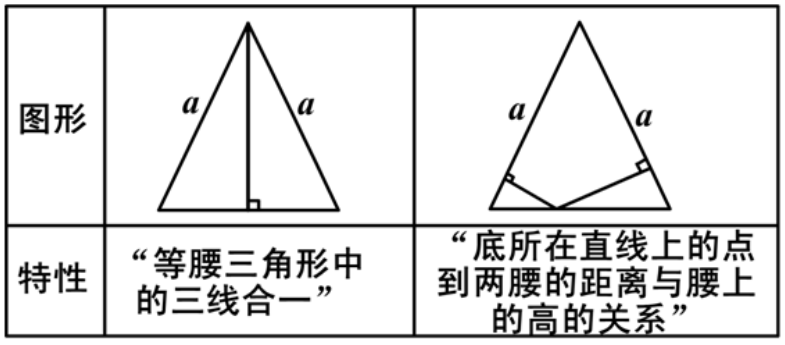 图形
a
a
a
a
特性
“等腰三角形中
的三线合一”
“底所在直线上的点
到两腰的距离与腰上
的高的关系”